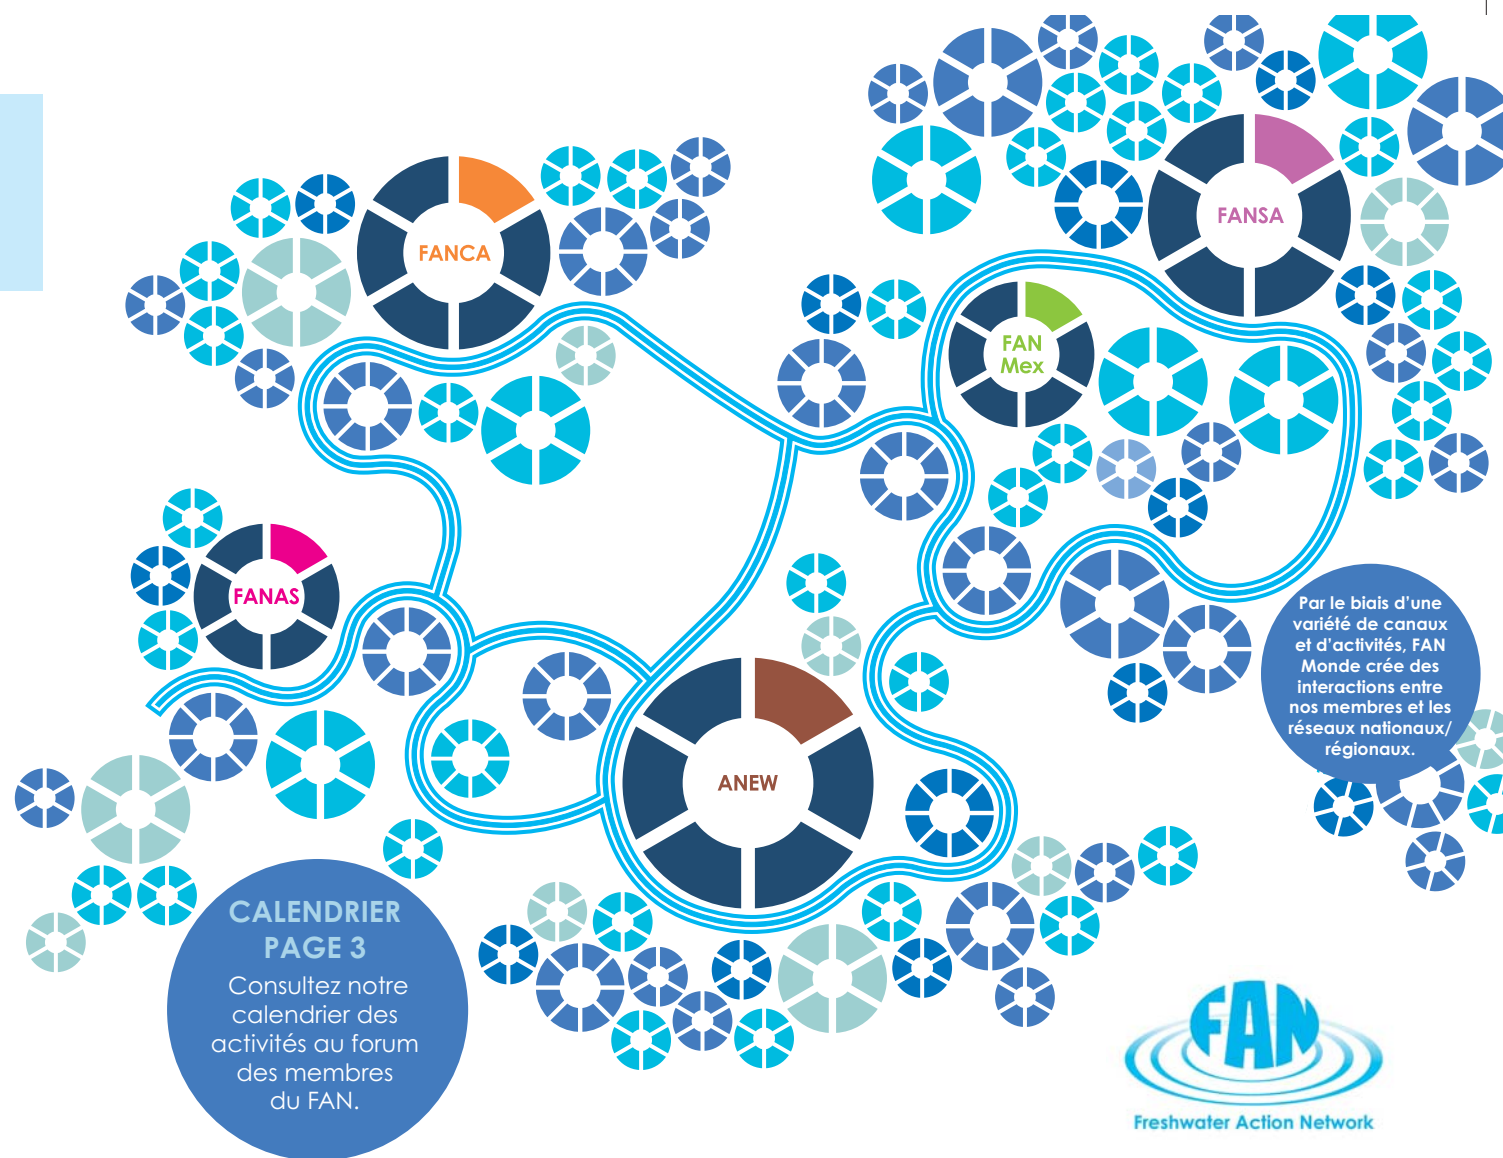 FANCA
FANSA
FAN
Mex
FANAS
ANEW
Par le biais d’une
variété de canaux
et d’activités, FAN
Monde crée des
interactions entre
nos membres et les
réseaux nationaux/
régionaux.
CALENDRIER
PAGE 3
Consultez notre
calendrier des
activités au forum
des membres
du FAN.
FAN
Freshwater Action Network